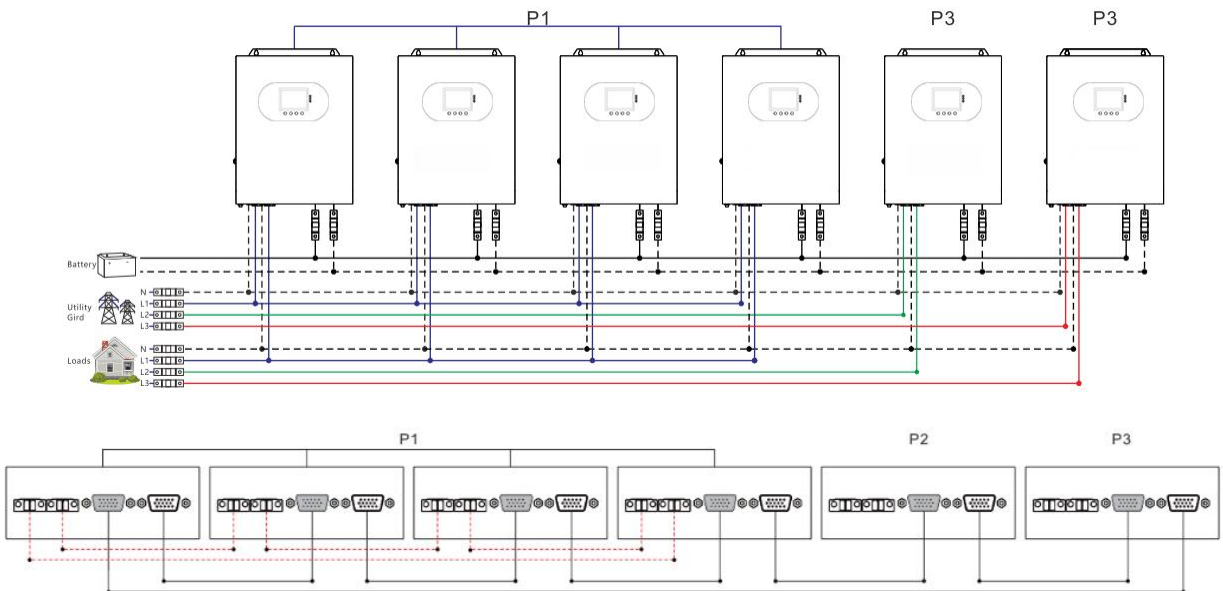 P1 P3 P3
Battery
N
L1
Utility
Gird
L2
L3
N
Loads
L1
L2
L3
P1 P2 P3